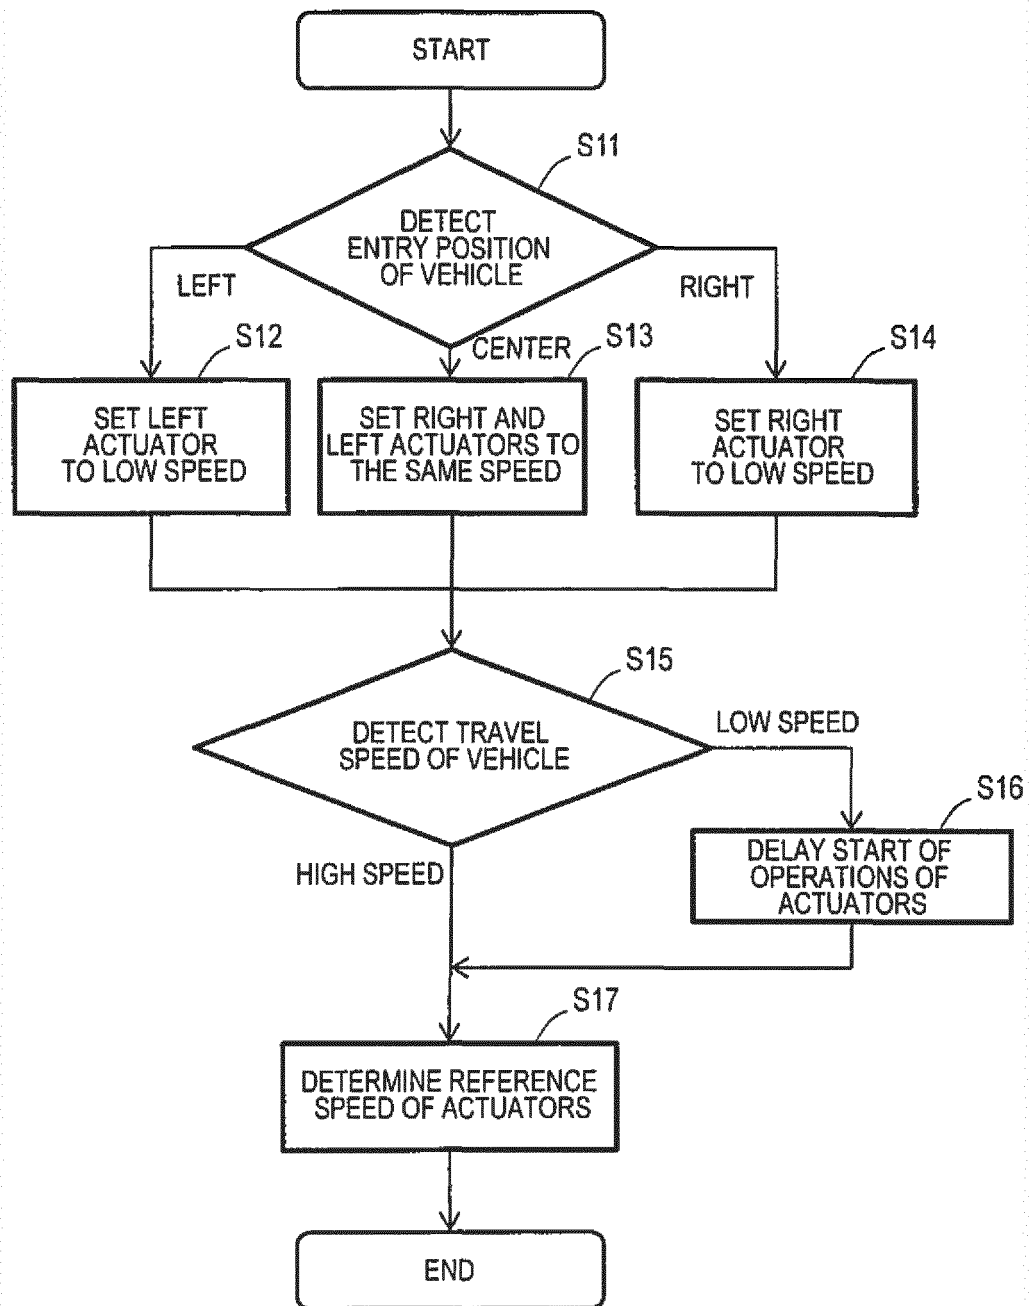 START
S11
DETECT
ENTRY POSITION
OF VEHICLE
LEFT
RIGHT
S12
CENTER
S13
S14
SET LEFT
ACTUATOR
TO LOW SPEED
SET RIGHT AND
LEFT ACTUATORS TO
THE SAME SPEED
SET RIGHT
ACTUATOR
TO LOW SPEED
S15
DETECT TRAVEL
SPEED OF VEHICLE
LOW SPEED
S16
HIGH SPEED
DELAY START OF
OPERATIONS OF
ACTUATORS
S17
DETERMINE REFERENCE
SPEED OF ACTUATORS
END